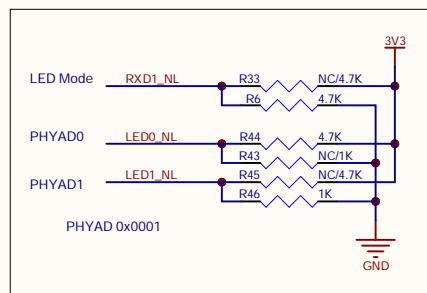 3V3
LED Mode RXD1_NL R33 NC/4.7K
R6 4.7K
PHYAD0 LED0_NL R44 4.7K
R43 NC/1K
PHYAD1 LED1_NL R45 NC/4.7K
R46 1K
PHYAD 0x0001
GND